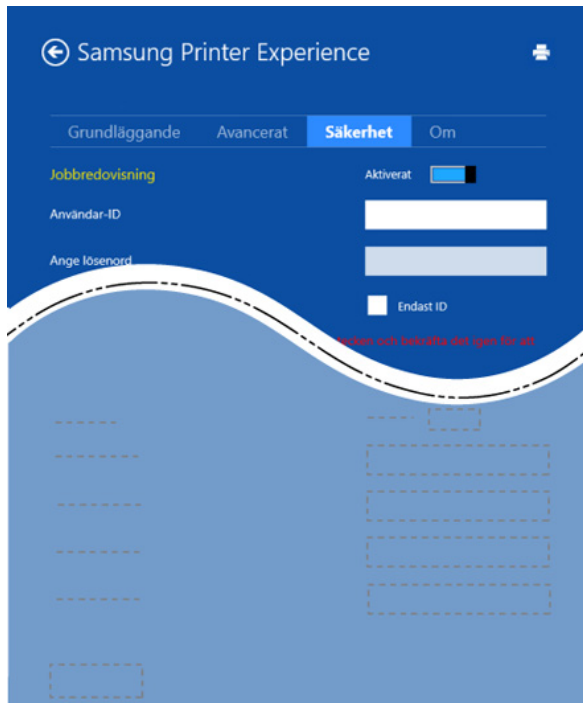 Samsung Printer Experience
Grundläggande Avancerat Säkerhet Om
Jobbredovisning Aktiverat
Användar-ID
Ange lösenord
Endast ID
tecken och bekräfta det igen för att